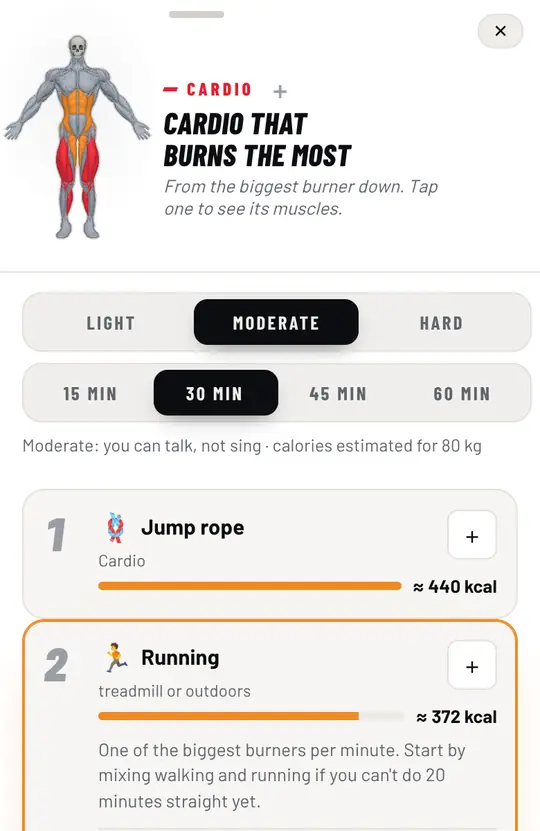 ✕
CARDIO +
CARDIO THAT
BURNS THE MOST
From the biggest burner down. Tap
one to see its muscles.
LIGHT MODERATE HARD
15 MIN 30 MIN 45 MIN 60 MIN
Moderate: you can talk, not sing · calories estimated for 80 kg
1 Jump rope +
Cardio
≈ 440 kcal
2 Running +
treadmill or outdoors
≈ 372 kcal
One of the biggest burners per minute. Start by
mixing walking and running if you can't do 20
minutes straight yet.